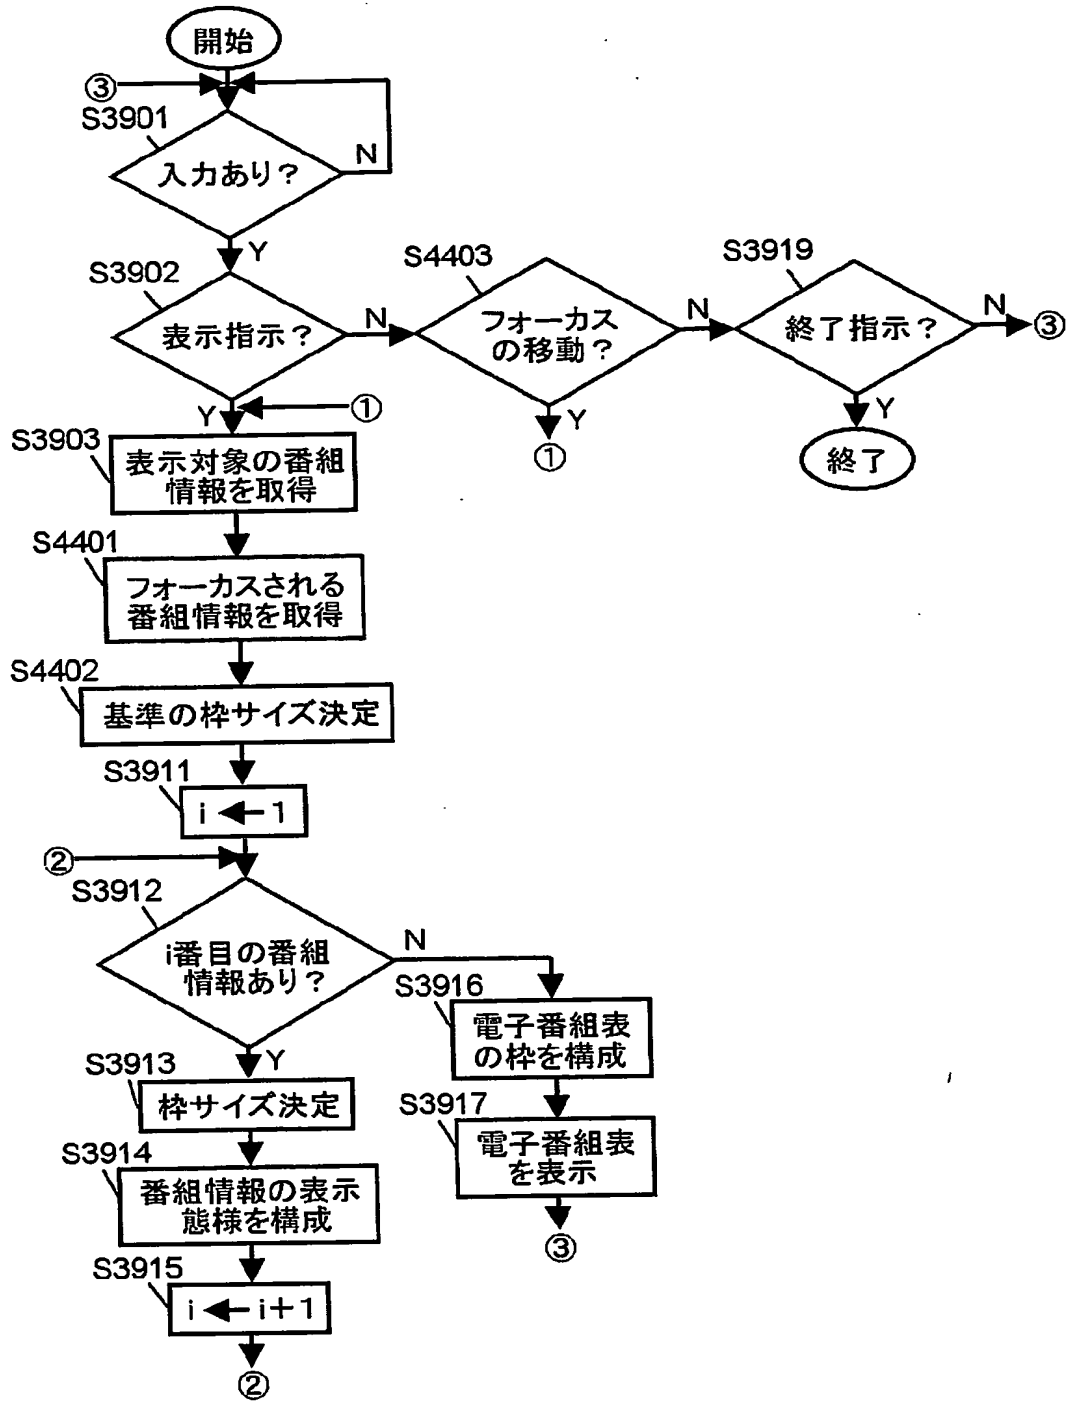 開始
③
S3901
入力あり？
N
Y
S3902
表示指示？
N
S4403
フォーカス
の移動？
N
S3919
終了指示？
N
③
Y
①
Y
①
Y
終了
S3903
表示対象の番組
情報を取得
S4401
フォーカスされる
番組情報を取得
S4402
基準の枠サイズ決定
S3911
i ← 1
②
S3912
i番目の番組
情報あり？
N
Y
S3916
電子番組表
の枠を構成
S3917
電子番組表
を表示
③
S3913
枠サイズ決定
S3914
番組情報の表示
態様を構成
S3915
i ← i＋1
②